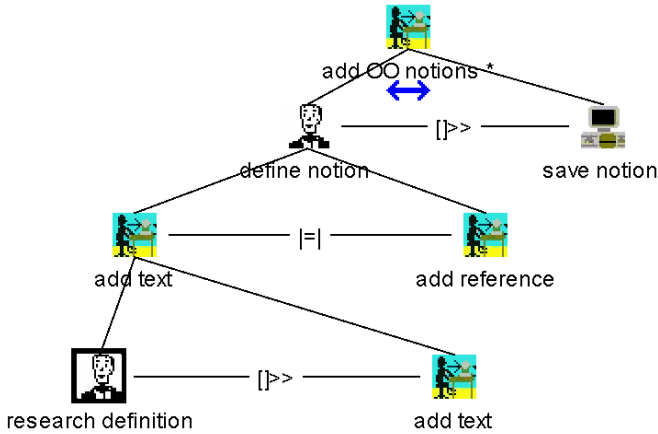 add OO notions *
[]>>
define notion
save notion
|=|
add text
add reference
[]>>
research definition
add text